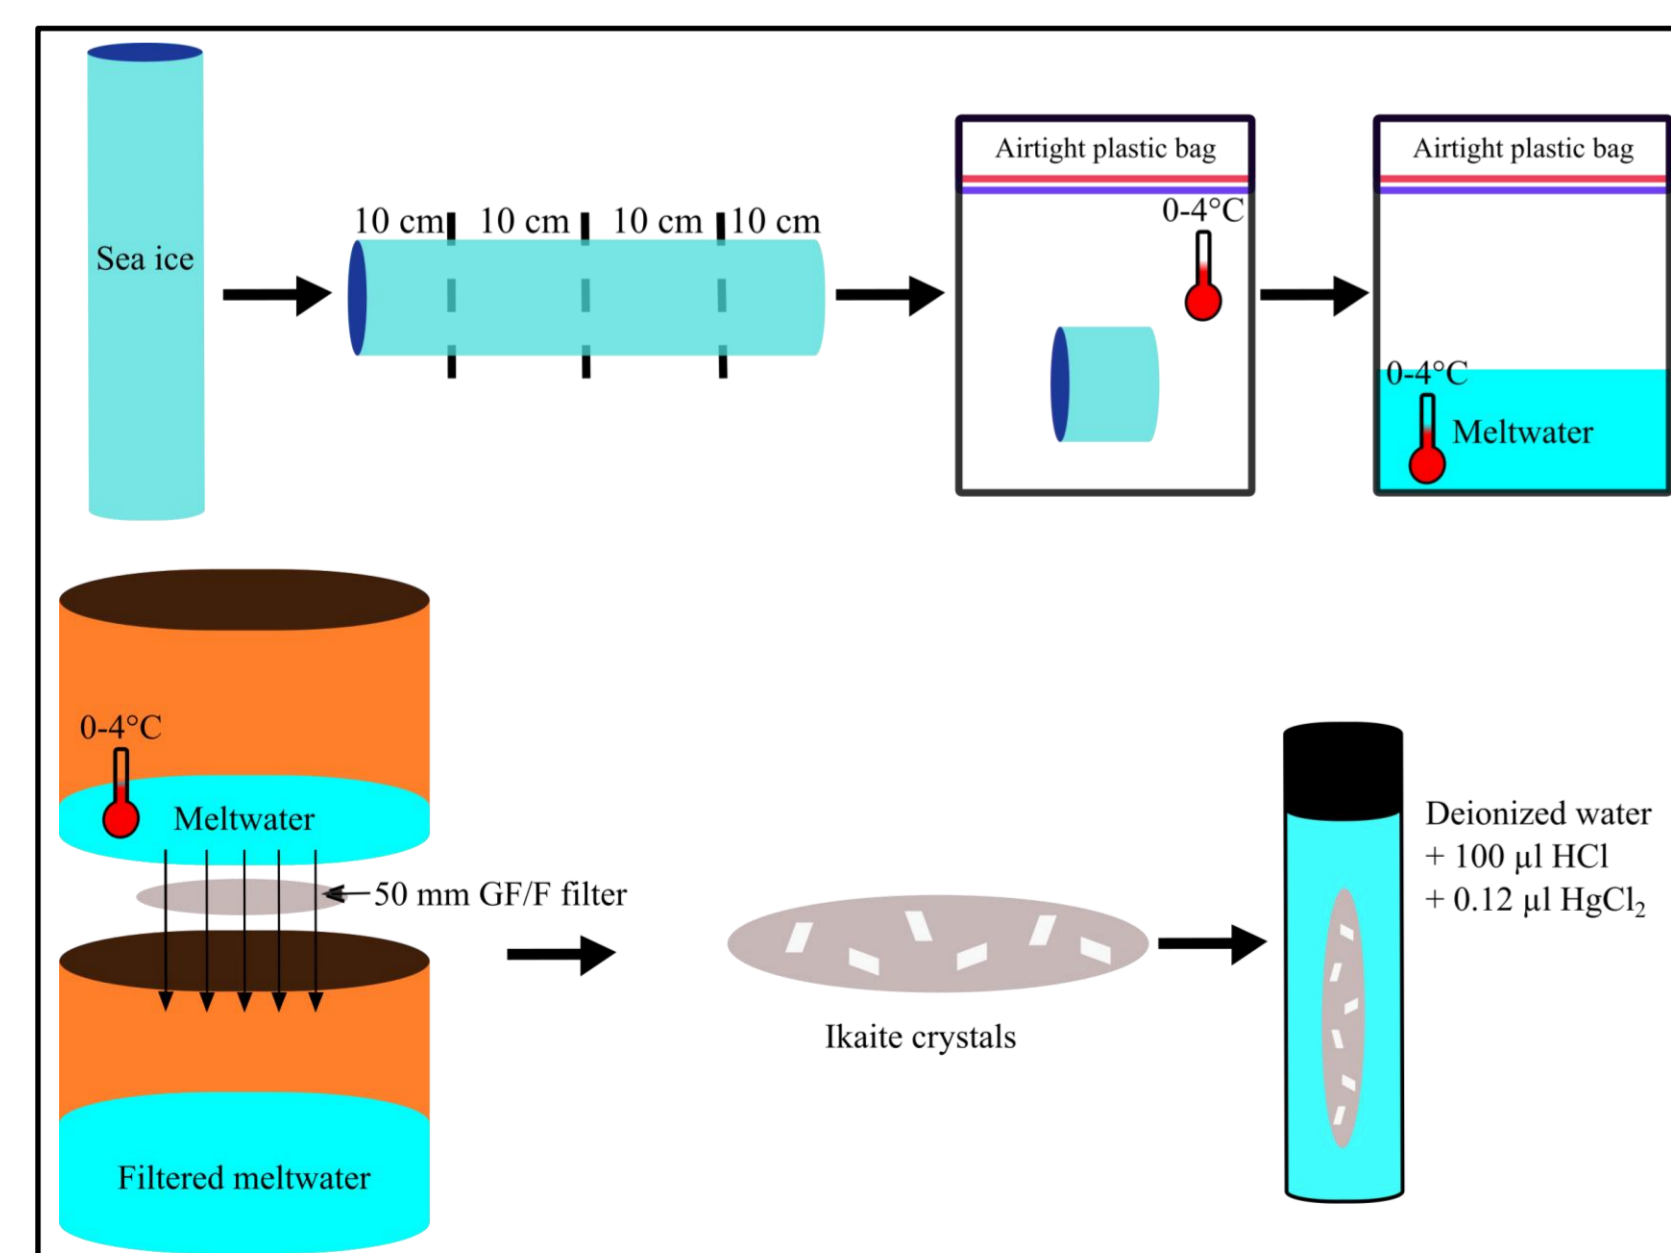 Sea ice
10 cm 10 cm 10 cm 10 cm
Airtight plastic bag
0-4°C
Airtight plastic bag
0-4°C
Meltwater
0-4°C
Meltwater
50 mm GF/F filter
Filtered meltwater
Ikaite crystals
Deionized water
+ 100 µl HCl
+ 0.12 µl HgCl₂